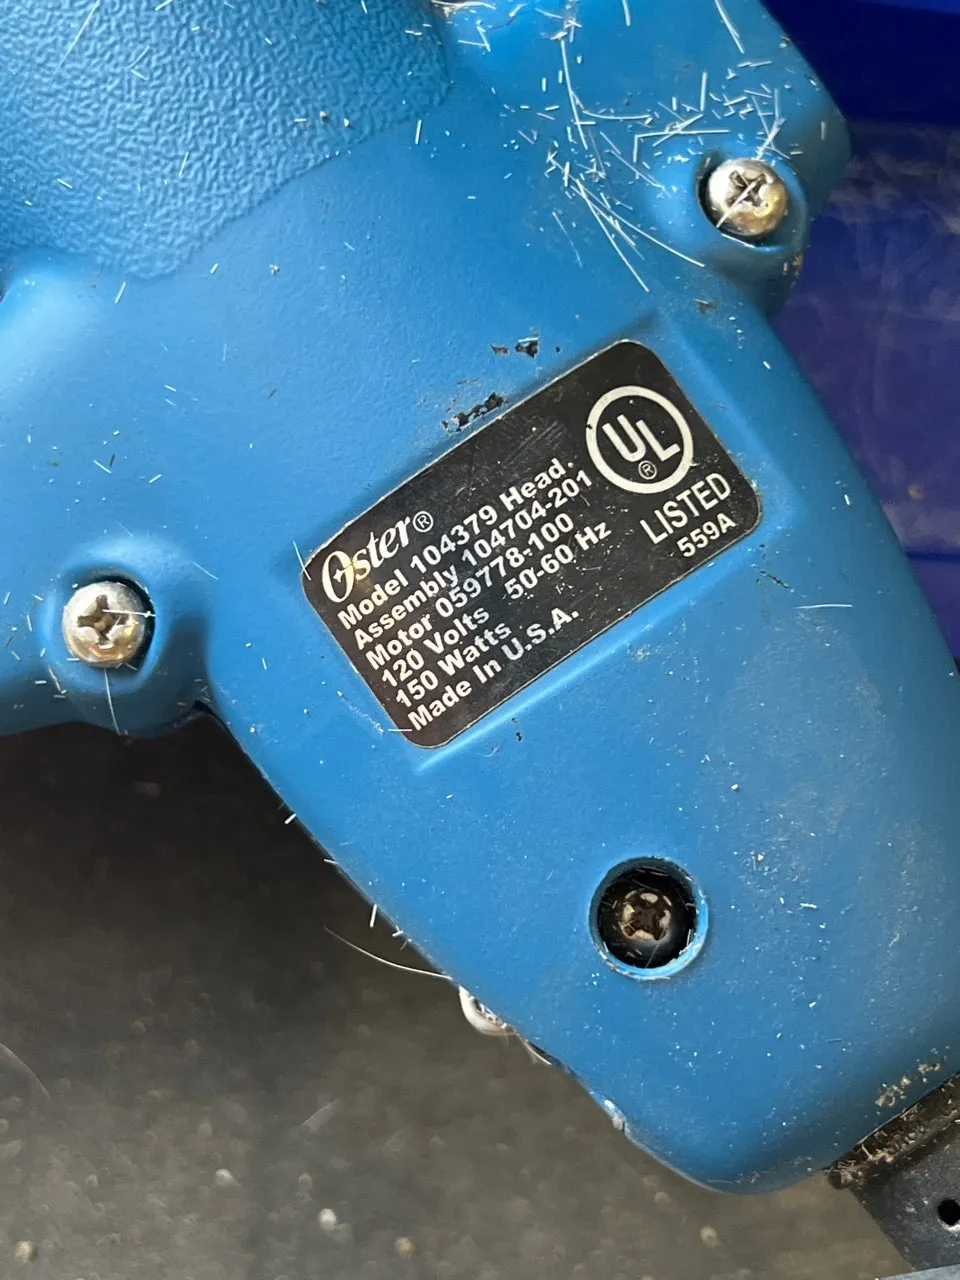 Oster®
Model 104379 Head.
Assembly 104704-201
Motor 059778-100
120 Volts 50-60 Hz
150 Watts
Made In U.S.A.
UL®
LISTED
559A